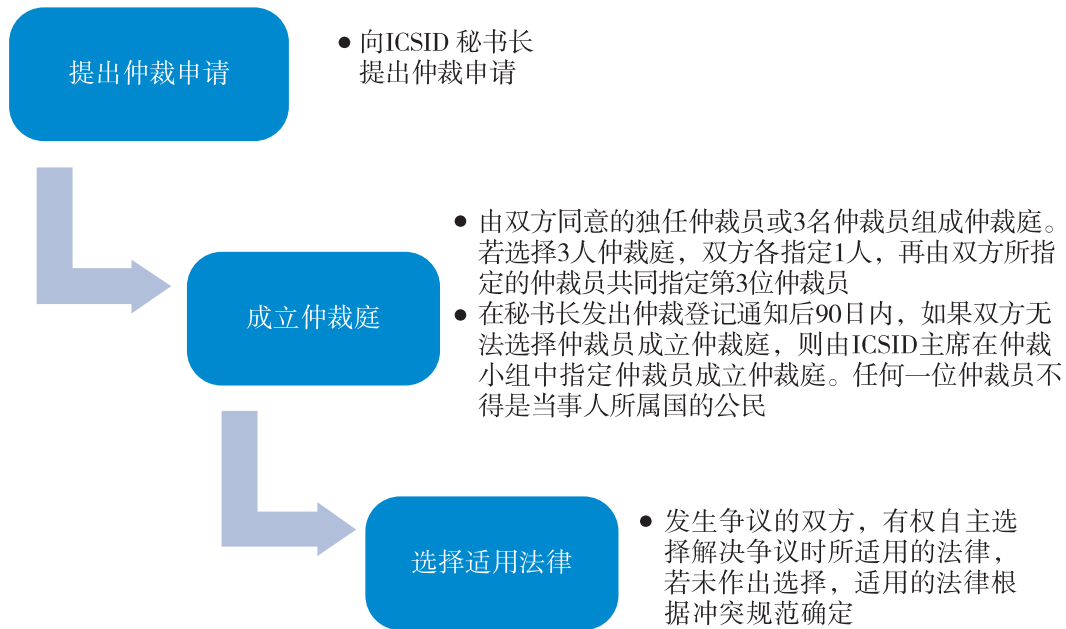 提出仲裁申请
● 向ICSID 秘书长
提出仲裁申请
成立仲裁庭
● 由双方同意的独任仲裁员或3名仲裁员组成仲裁庭。
若选择3人仲裁庭，双方各指定1人，再由双方所指
定的仲裁员共同指定第3位仲裁员
● 在秘书长发出仲裁登记通知后90日内，如果双方无
法选择仲裁员成立仲裁庭，则由ICSID主席在仲裁
小组中指定仲裁员成立仲裁庭。任何一位仲裁员不
得是当事人所属国的公民
选择适用法律
● 发生争议的双方，有权自主选
择解决争议时所适用的法律，
若未作出选择，适用的法律根
据冲突规范确定